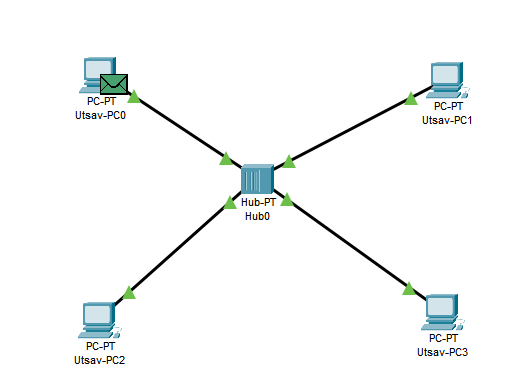 PC-PT
Utsav-PC0
PC-PT
Utsav-PC1
Hub-PT
Hub0
PC-PT
Utsav-PC2
PC-PT
Utsav-PC3